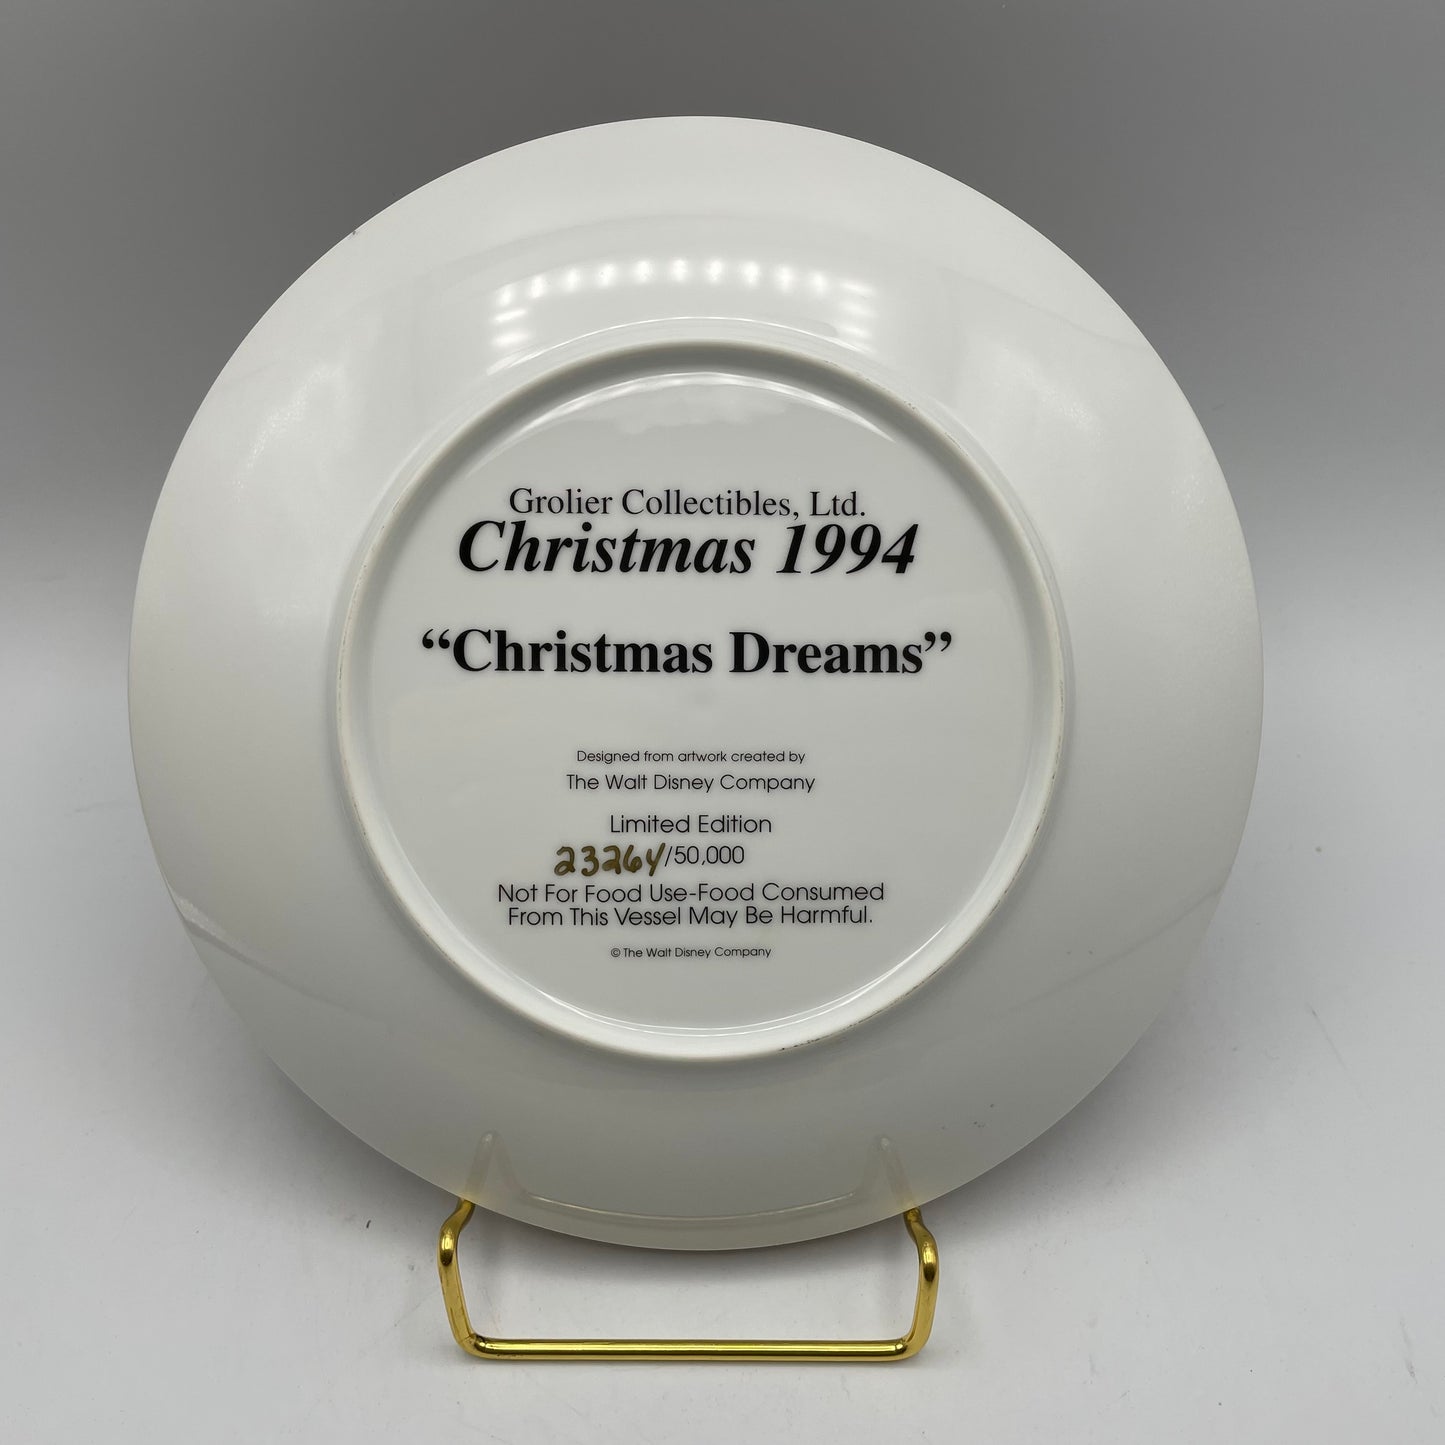 Grolier Collectibles, Ltd.
Christmas 1994
“Christmas Dreams”
Designed from artwork created by
The Walt Disney Company
Limited Edition
23264/50,000
Not For Food Use-Food Consumed
From This Vessel May Be Harmful.
© The Walt Disney Company